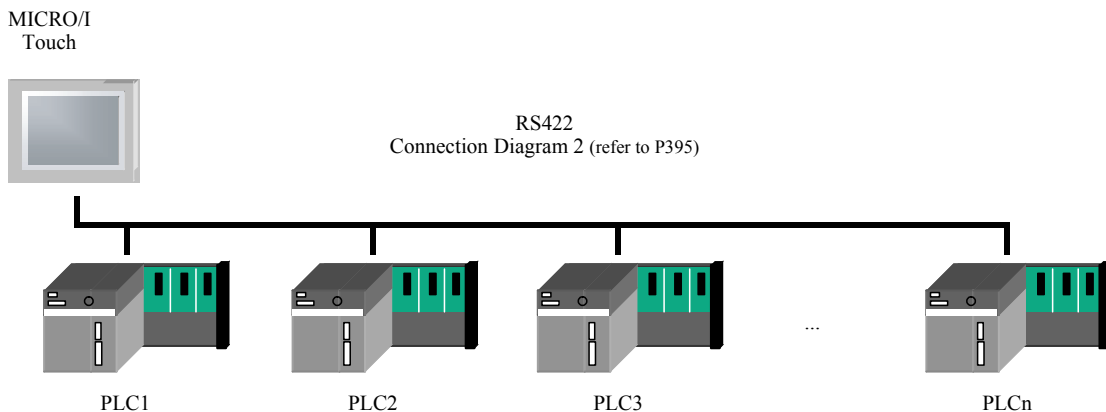 MICRO/I
Touch
RS422
Connection Diagram 2 (refer to P395)
...
PLC1
PLC2
PLC3
PLCn